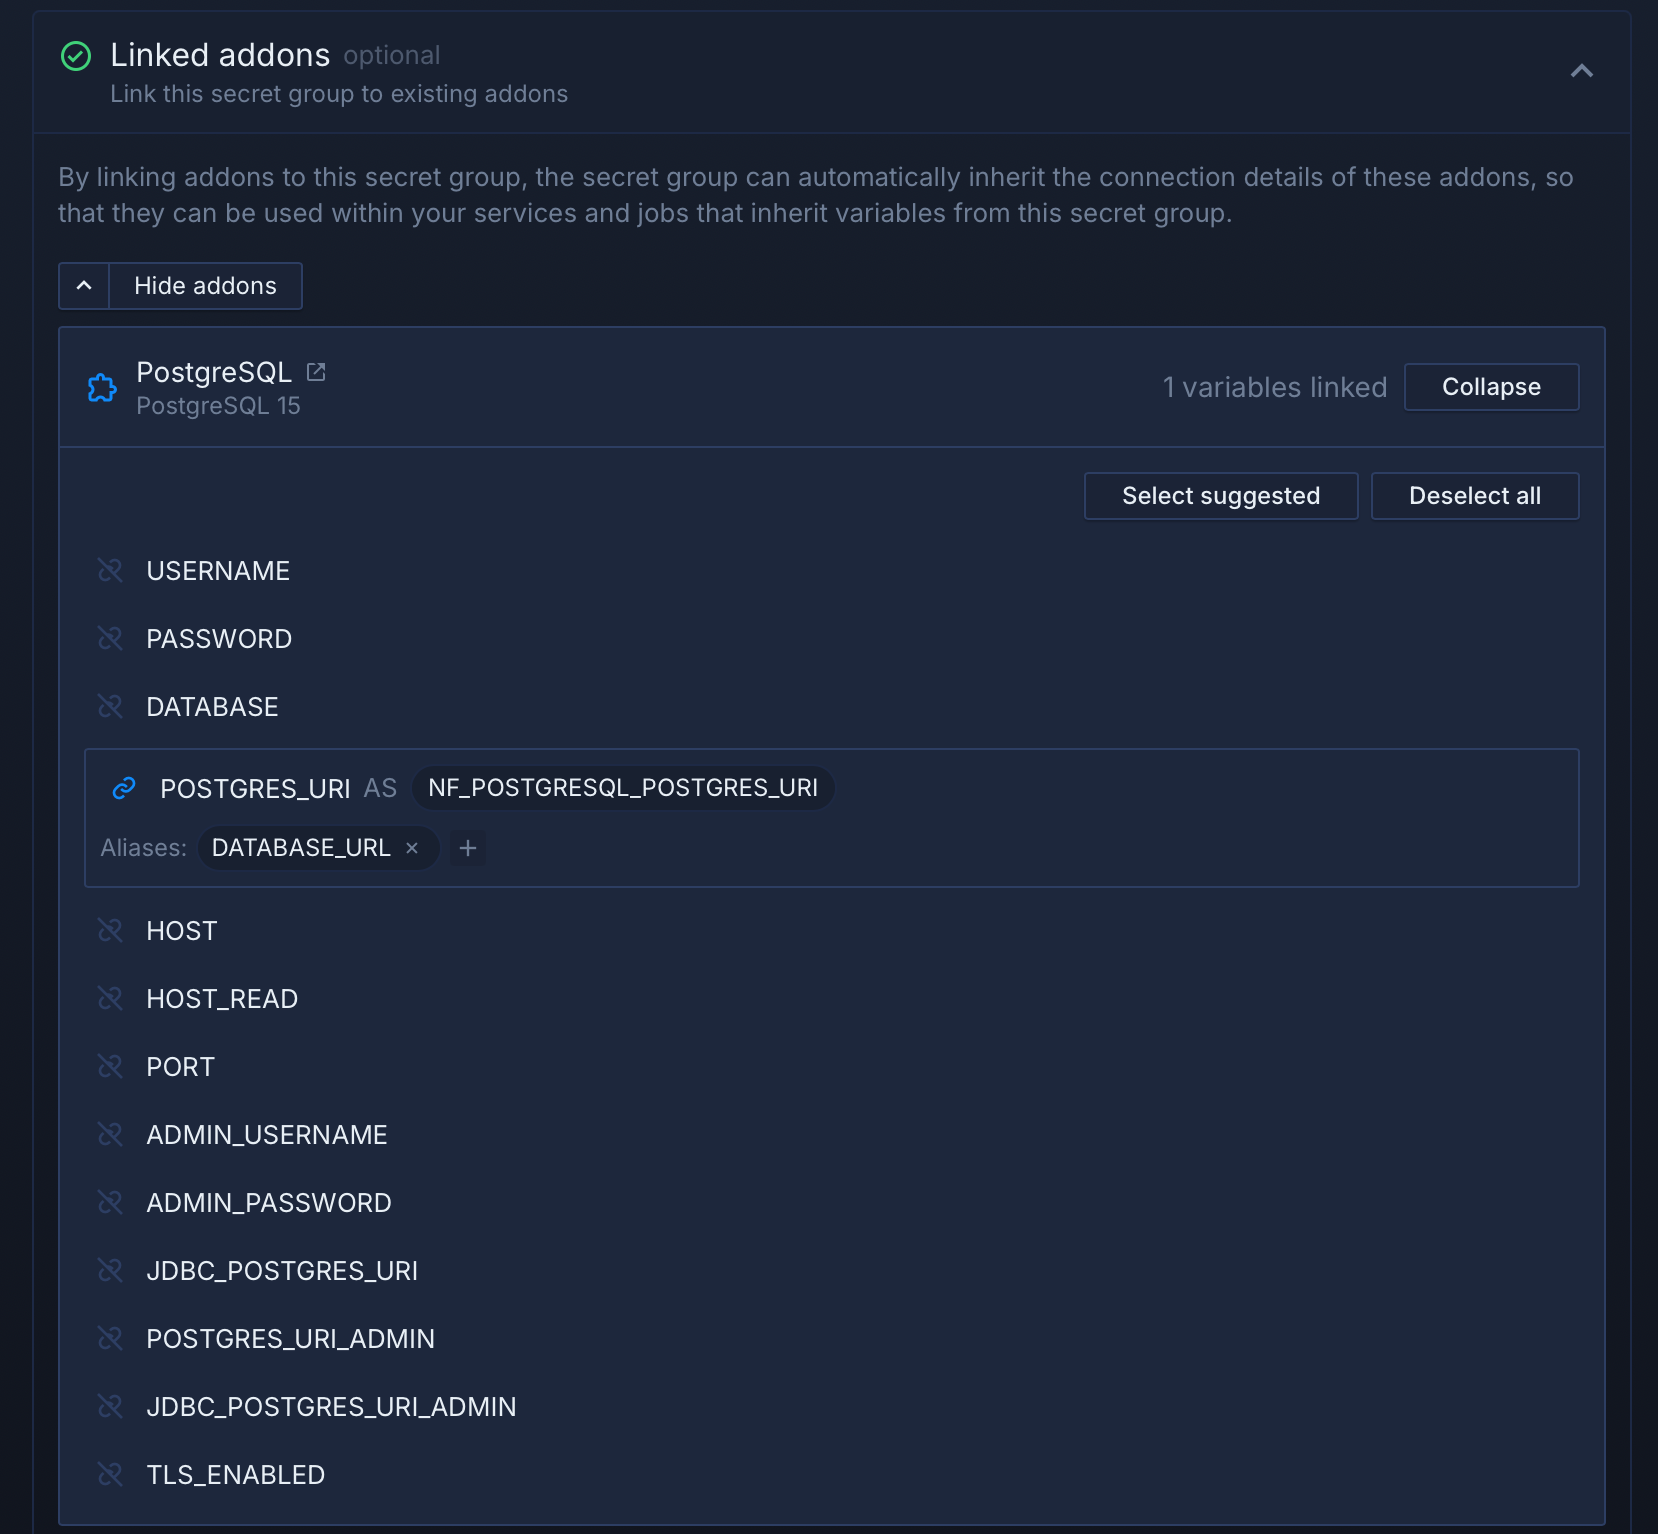 Linked addons optional
Link this secret group to existing addons
By linking addons to this secret group, the secret group can automatically inherit the connection details of these addons, so
that they can be used within your services and jobs that inherit variables from this secret group.
Hide addons
PostgreSQL
PostgreSQL 15
1 variables linked
Collapse
Select suggested
Deselect all
USERNAME
PASSWORD
DATABASE
POSTGRES_URI AS NF_POSTGRESQL_POSTGRES_URI
Aliases: DATABASE_URL × +
HOST
HOST_READ
PORT
ADMIN_USERNAME
ADMIN_PASSWORD
JDBC_POSTGRES_URI
POSTGRES_URI_ADMIN
JDBC_POSTGRES_URI_ADMIN
TLS_ENABLED